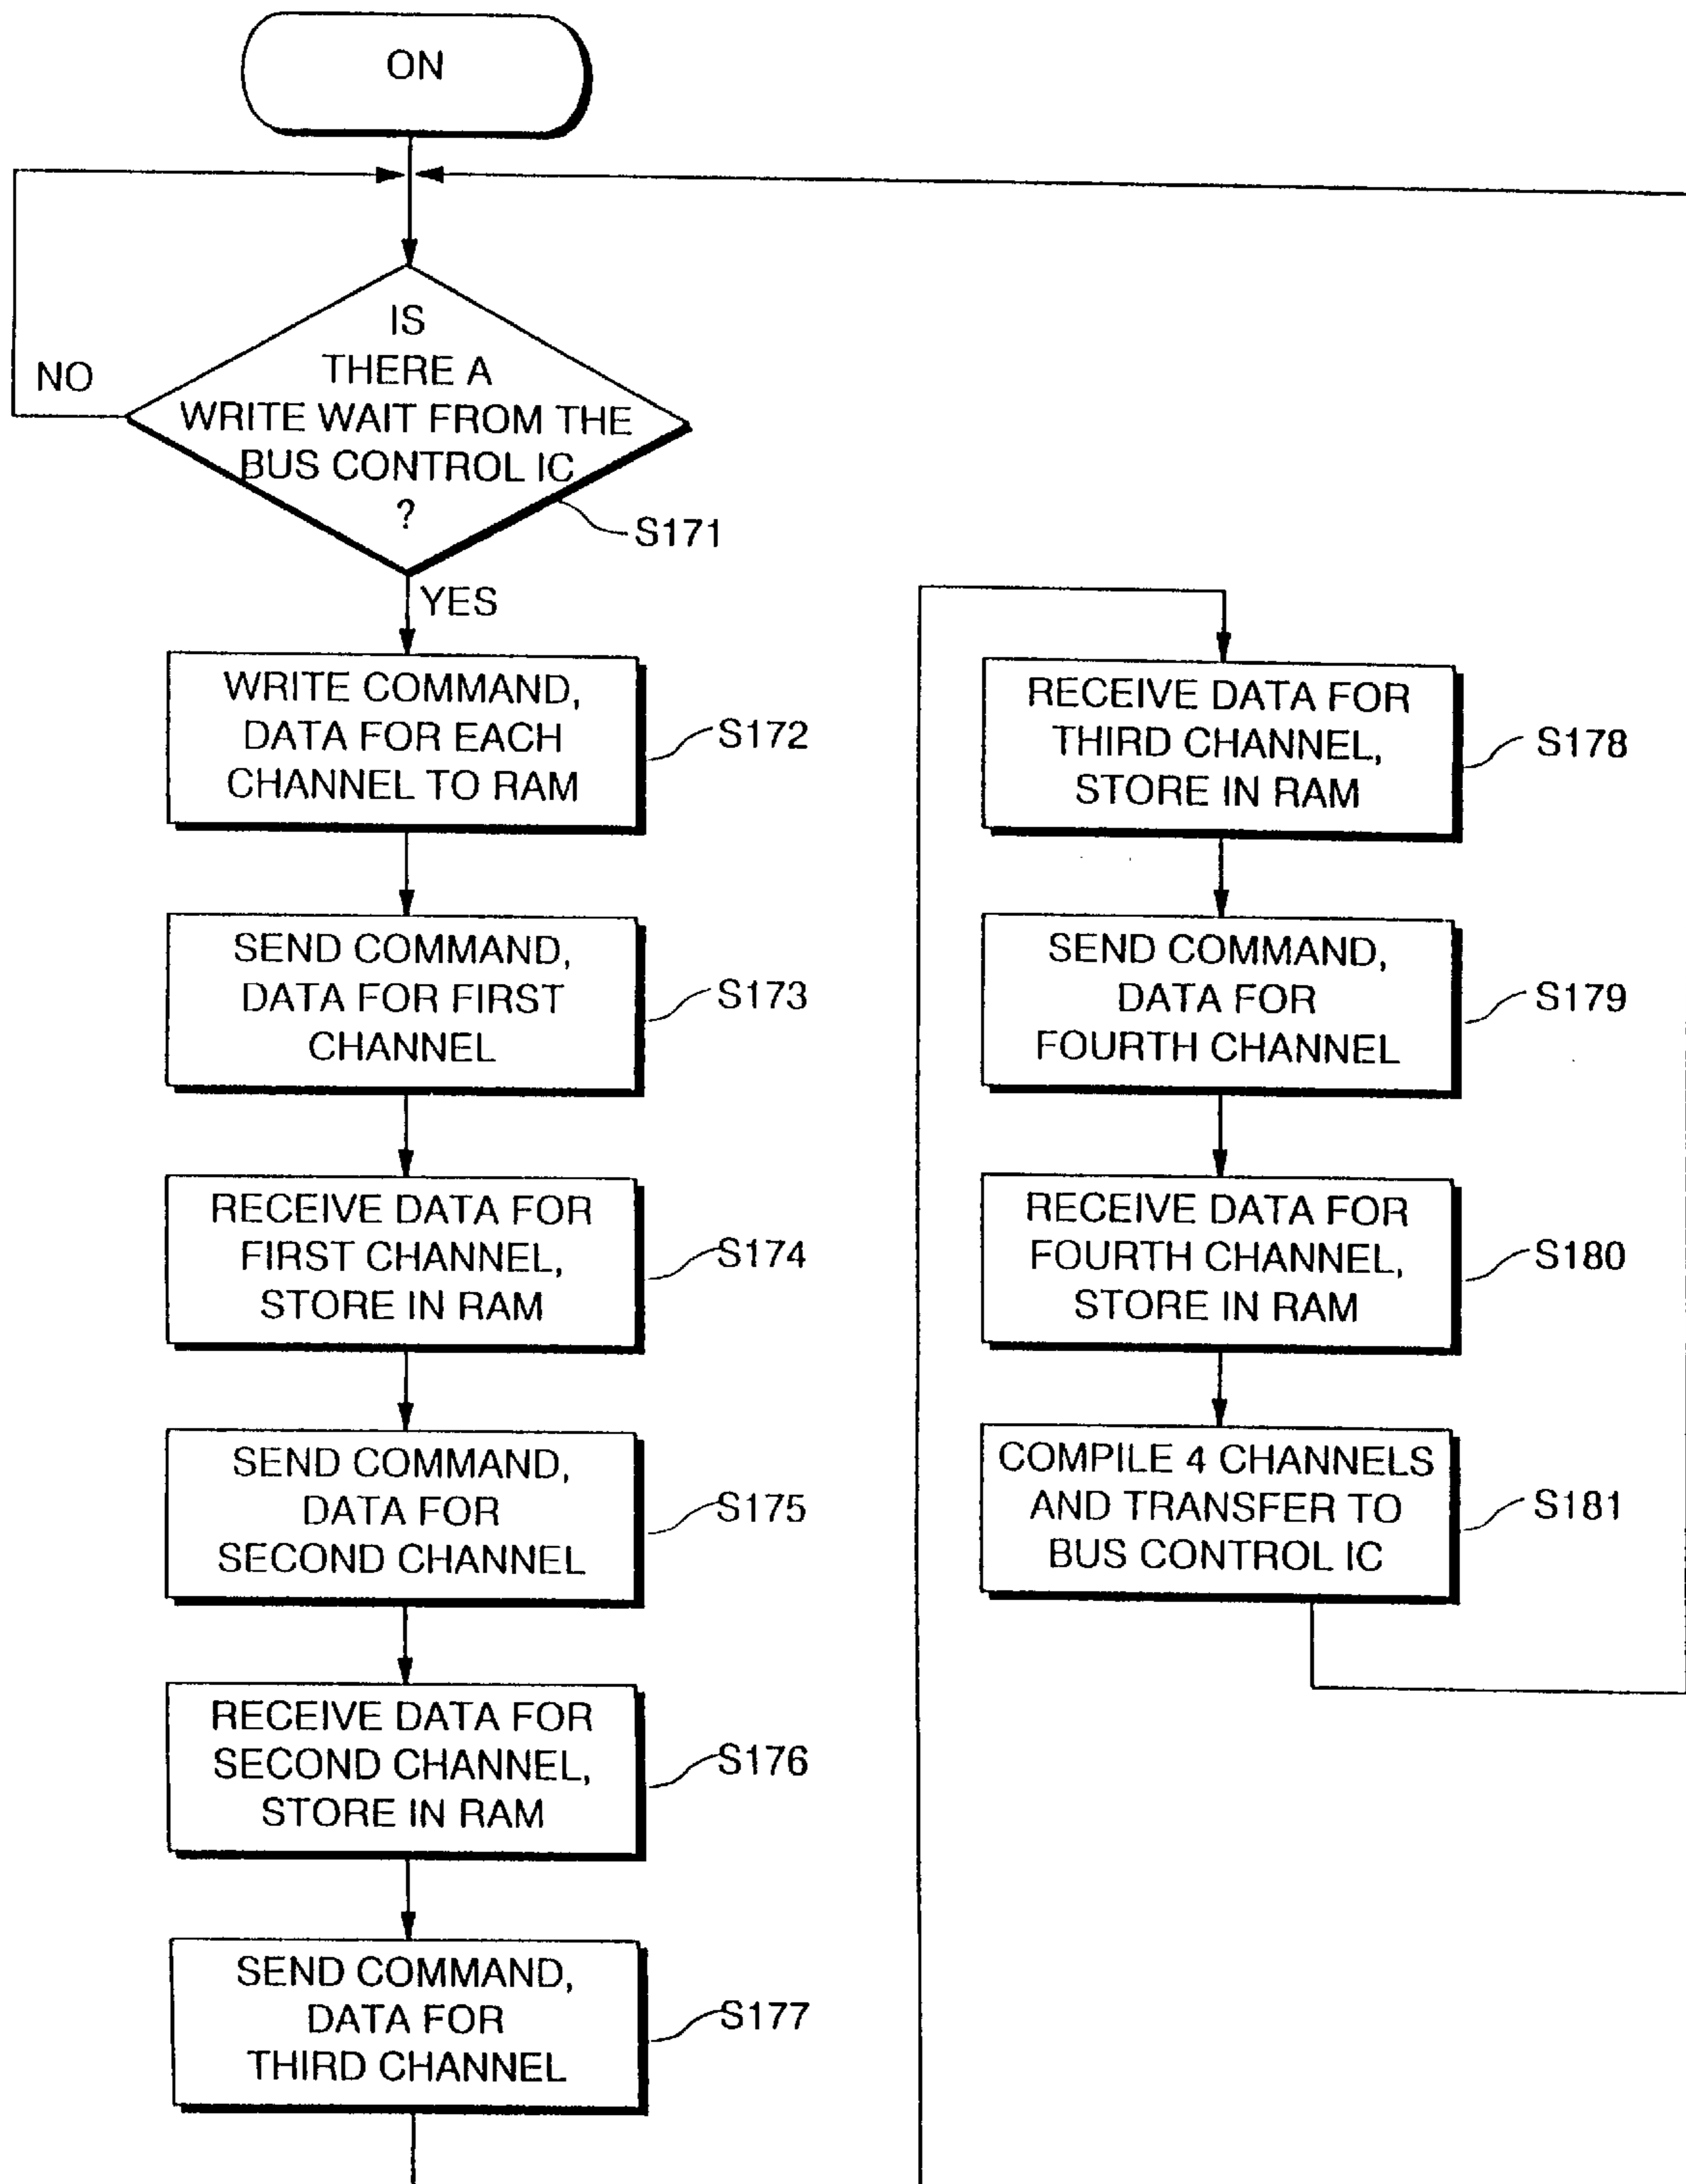 ON
IS
THERE A
WRITE WAIT FROM THE
BUS CONTROL IC
?
NO
S171
YES
WRITE COMMAND,
DATA FOR EACH
CHANNEL TO RAM
S172
SEND COMMAND,
DATA FOR FIRST
CHANNEL
S173
RECEIVE DATA FOR
FIRST CHANNEL,
STORE IN RAM
S174
SEND COMMAND,
DATA FOR
SECOND CHANNEL
S175
RECEIVE DATA FOR
SECOND CHANNEL,
STORE IN RAM
S176
SEND COMMAND,
DATA FOR
THIRD CHANNEL
S177
RECEIVE DATA FOR
THIRD CHANNEL,
STORE IN RAM
S178
SEND COMMAND,
DATA FOR
FOURTH CHANNEL
S179
RECEIVE DATA FOR
FOURTH CHANNEL,
STORE IN RAM
S180
COMPILE 4 CHANNELS
AND TRANSFER TO
BUS CONTROL IC
S181